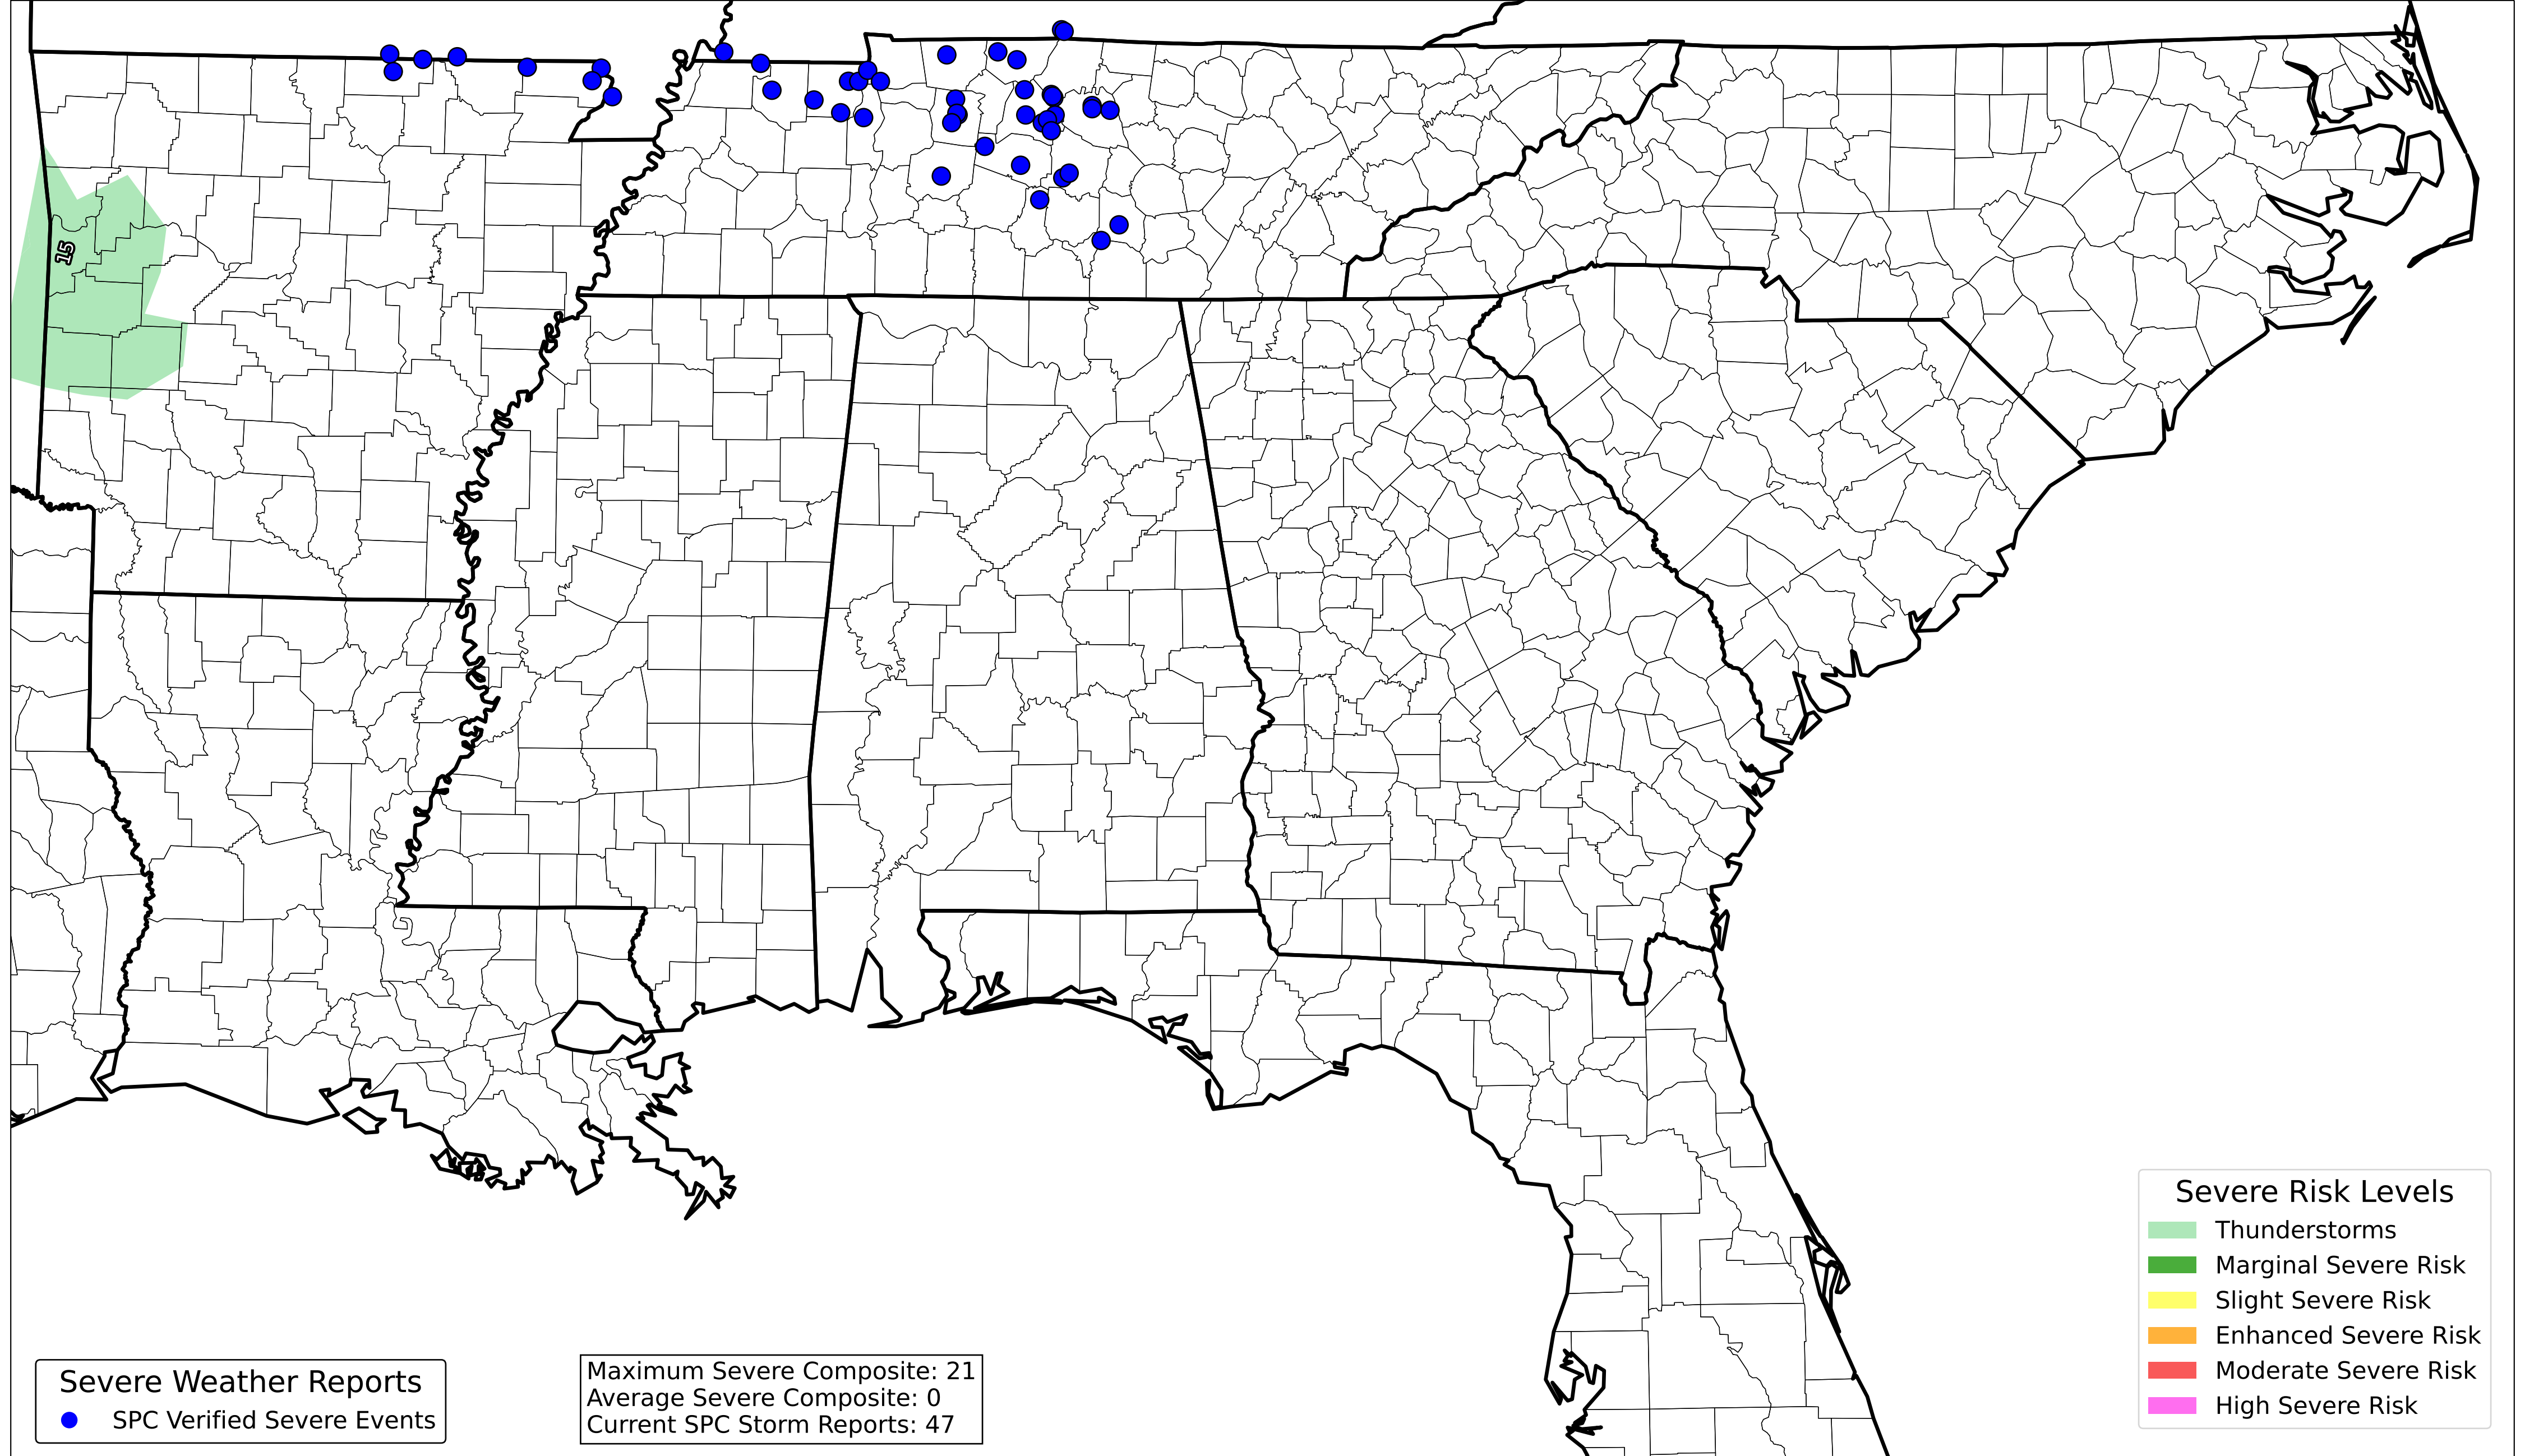 15
Severe Weather Reports
SPC Verified Severe Events
Maximum Severe Composite: 21
Average Severe Composite: 0
Current SPC Storm Reports: 47
Severe Risk Levels
Thunderstorms
Marginal Severe Risk
Slight Severe Risk
Enhanced Severe Risk
Moderate Severe Risk
High Severe Risk